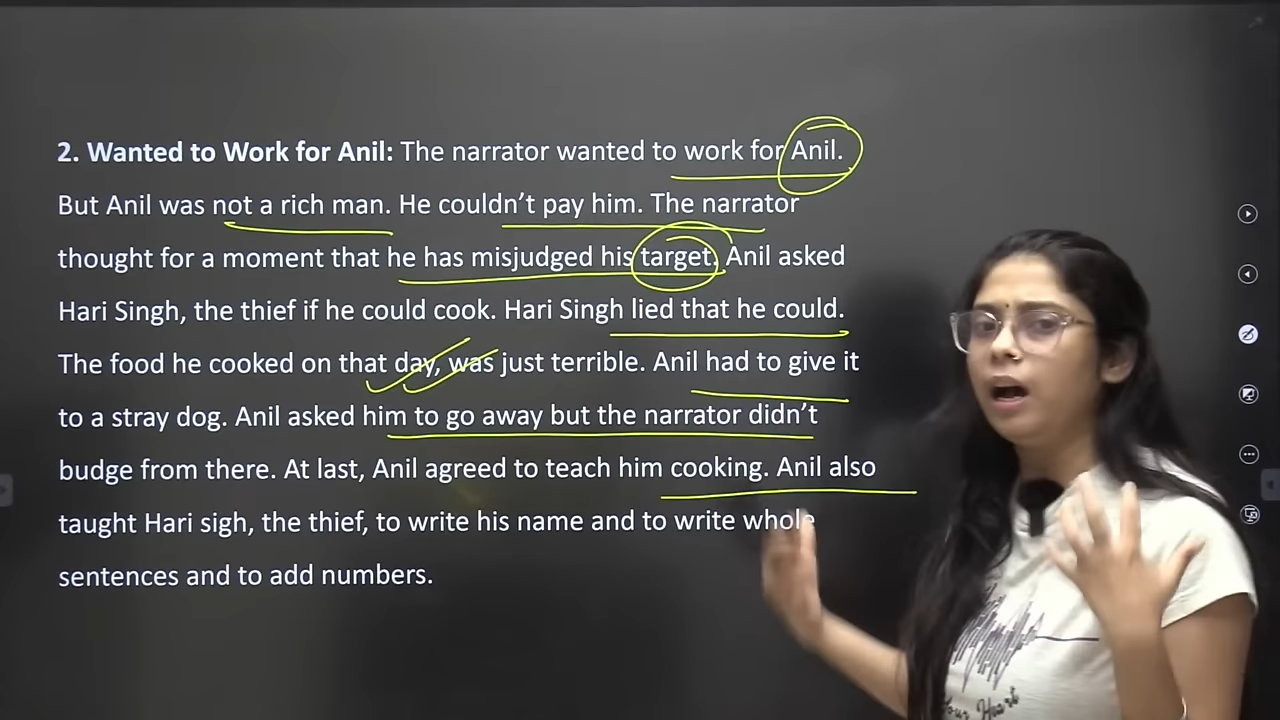 2. Wanted to Work for Anil: The narrator wanted to work for Anil.
But Anil was not a rich man. He couldn't pay him. The narrator
thought for a moment that he has misjudged his target. Anil asked
Hari Singh, the thief if he could cook. Hari Singh lied that he could.
The food he cooked on that day, was just terrible. Anil had to give it
to a stray dog. Anil asked him to go away but the narrator didn't
budge from there. At last, Anil agreed to teach him cooking. Anil also
taught Hari sigh, the thief, to write his name and to write whole
sentences and to add numbers.
Your Heart